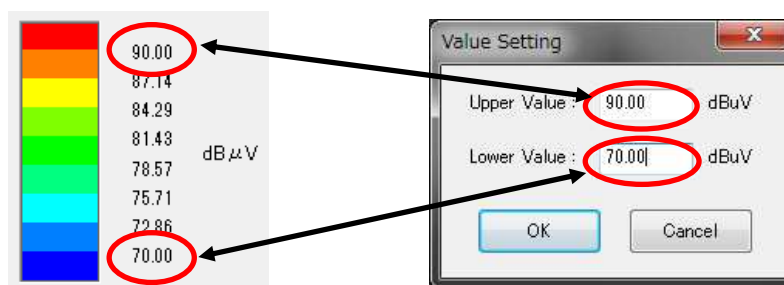 90.00
87.14
84.29
81.43
78.57
75.71
72.86
70.00
dBμV
Value Setting
Upper Value : 90.00 dBuV
Lower Value : 70.00 dBuV
OK Cancel